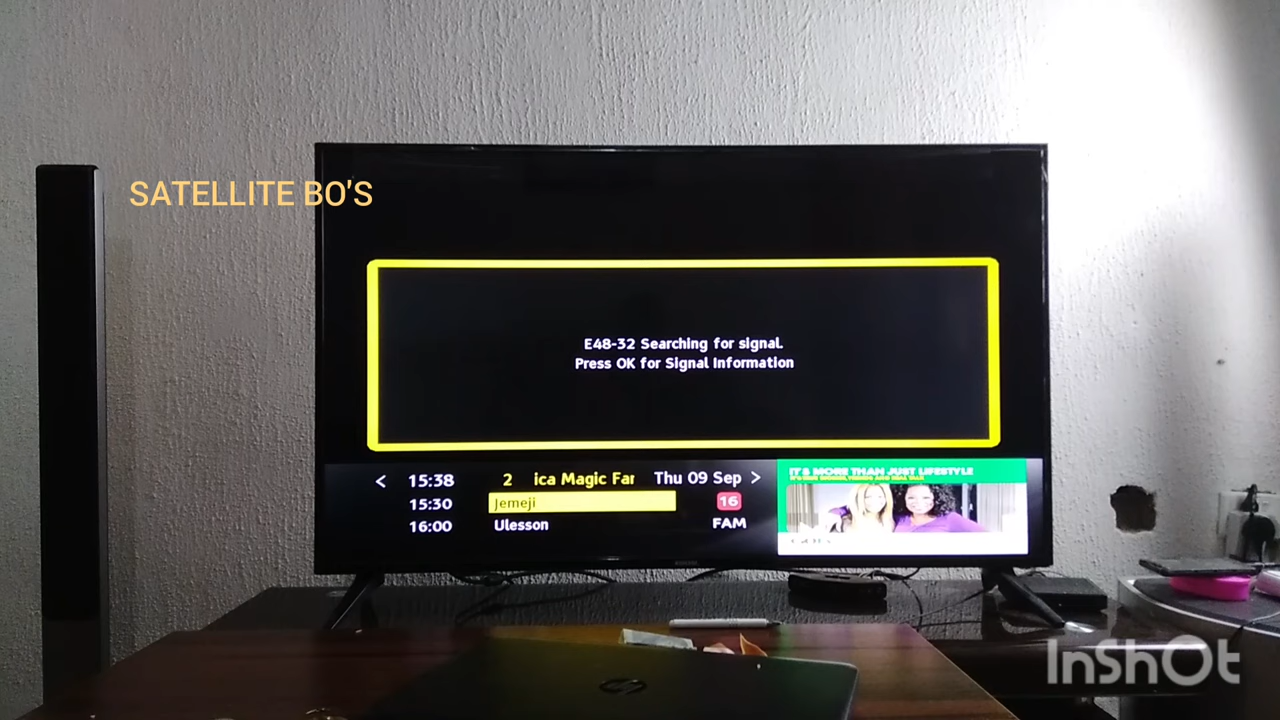 SATELLITE BO'S
E48-32 Searching for signal.
Press OK for Signal Information
< 15:38 2 ica Magic Far Thu 09 Sep >
15:30 Jemeji 16
16:00 Ulesson FAM
IT'S MORE THAN JUST LIFESTYLE
hp
InShOt